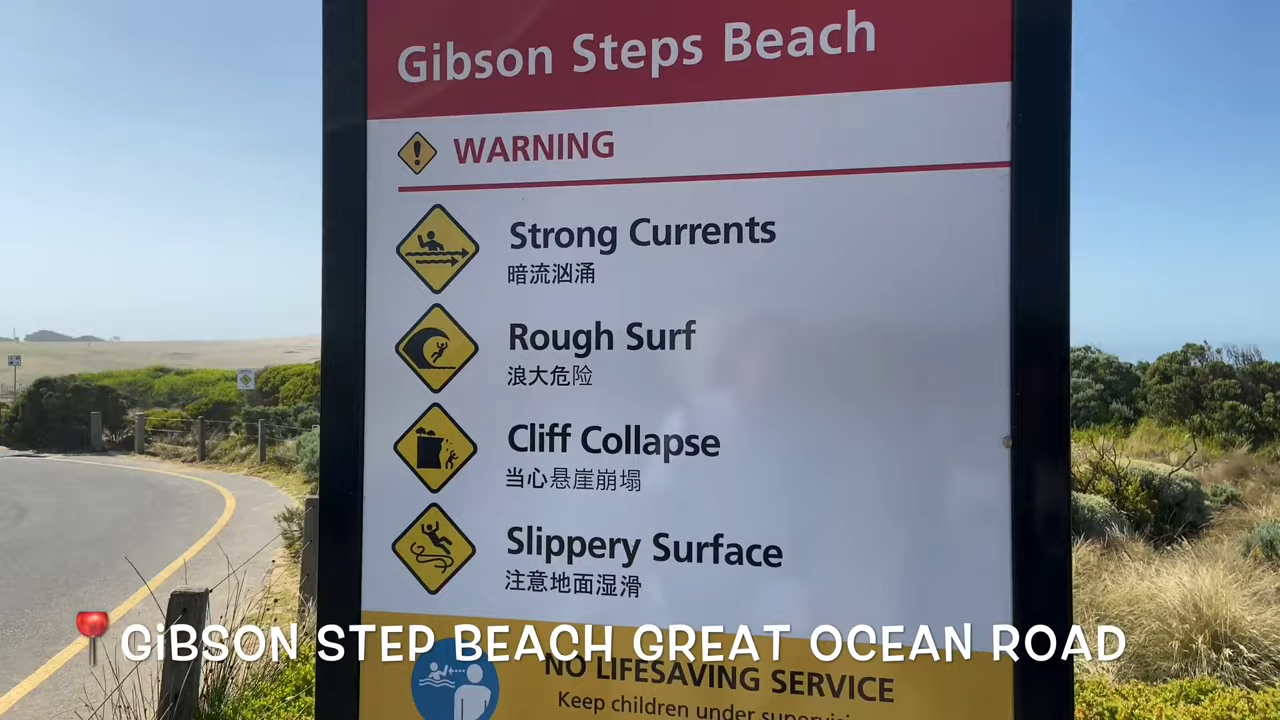 Gibson Steps Beach
WARNING
Strong Currents
暗流汹涌
Rough Surf
浪大危险
Cliff Collapse
当心悬崖崩塌
Slippery Surface
注意地面湿滑
📍 GiBSON STEP BEACH GREAT OCEAN ROAD
NO LIFESAVING SERVICE
Keep children under